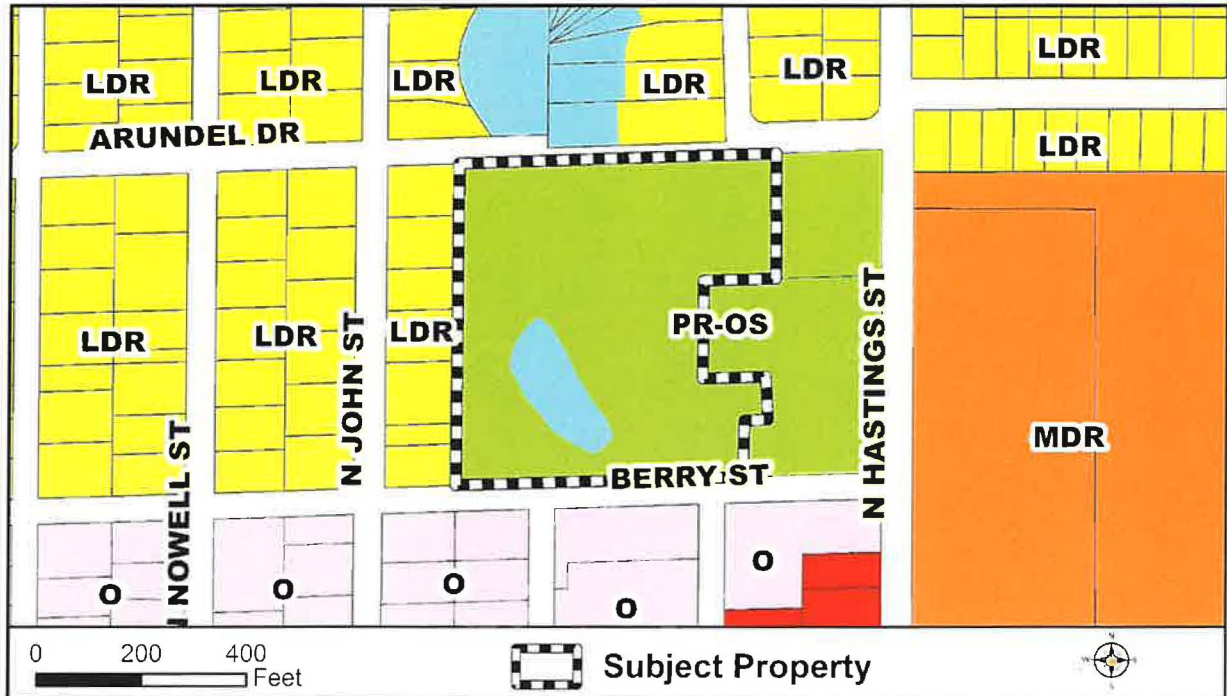 LDR
LDR
LDR
LDR
LDR
LDR
ARUNDEL DR
LDR
LDR
LDR
LDR
PR-OS
MDR
N NOWELL ST
N JOHN ST
N HASTINGS ST
BERRY ST
O
O
O
O
O
0 200 400
Feet
Subject Property